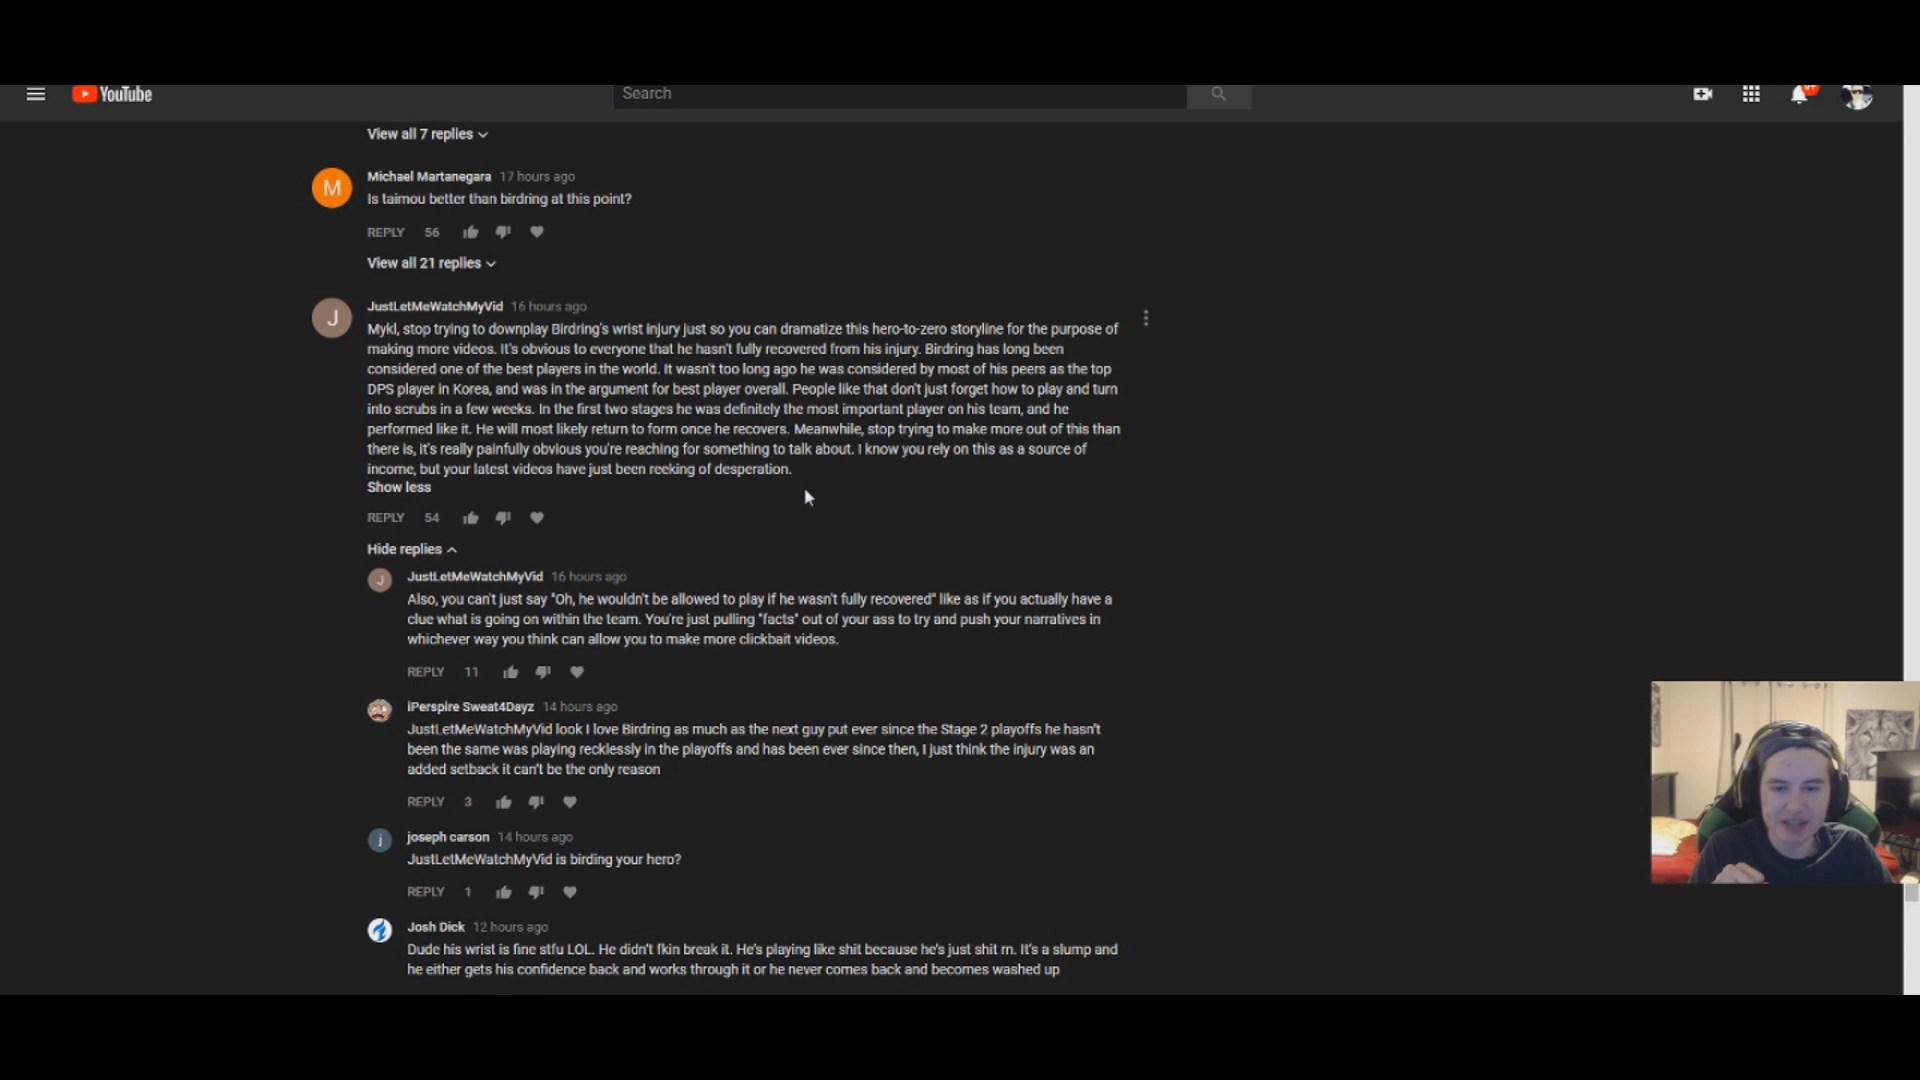 YouTube
Search
View all 7 replies
M
Michael Martanegara 17 hours ago
Is taimou better than birdring at this point?
REPLY 56
View all 21 replies
J
JustLetMeWatchMyVid 16 hours ago
Mykl, stop trying to downplay Birdring's wrist injury just so you can dramatize this hero-to-zero storyline for the purpose of
making more videos. It's obvious to everyone that he hasn't fully recovered from his injury. Birdring has long been
considered one of the best players in the world. It wasn't too long ago he was considered by most of his peers as the top
DPS player in Korea, and was in the argument for best player overall. People like that don't just forget how to play and turn
into scrubs in a few weeks. In the first two stages he was definitely the most important player on his team, and he
performed like it. He will most likely return to form once he recovers. Meanwhile, stop trying to make more out of this than
there is, it's really painfully obvious you're reaching for something to talk about. I know you rely on this as a source of
income, but your latest videos have just been reeking of desperation.
Show less
REPLY 54
Hide replies
J
JustLetMeWatchMyVid 16 hours ago
Also, you can't just say "Oh, he wouldn't be allowed to play if he wasn't fully recovered" like as if you actually have a
clue what is going on within the team. You're just pulling "facts" out of your ass to try and push your narratives in
whichever way you think can allow you to make more clickbait videos.
REPLY 11
iPerspire Sweat4Dayz 14 hours ago
JustLetMeWatchMyVid look I love Birdring as much as the next guy put ever since the Stage 2 playoffs he hasn't
been the same was playing recklessly in the playoffs and has been ever since then, I just think the injury was an
added setback it can't be the only reason
REPLY 3
j
joseph carson 14 hours ago
JustLetMeWatchMyVid is birding your hero?
REPLY 1
Josh Dick 12 hours ago
Dude his wrist is fine stfu LOL. He didn't fkin break it. He's playing like shit because he's just shit rn. It's a slump and
he either gets his confidence back and works through it or he never comes back and becomes washed up